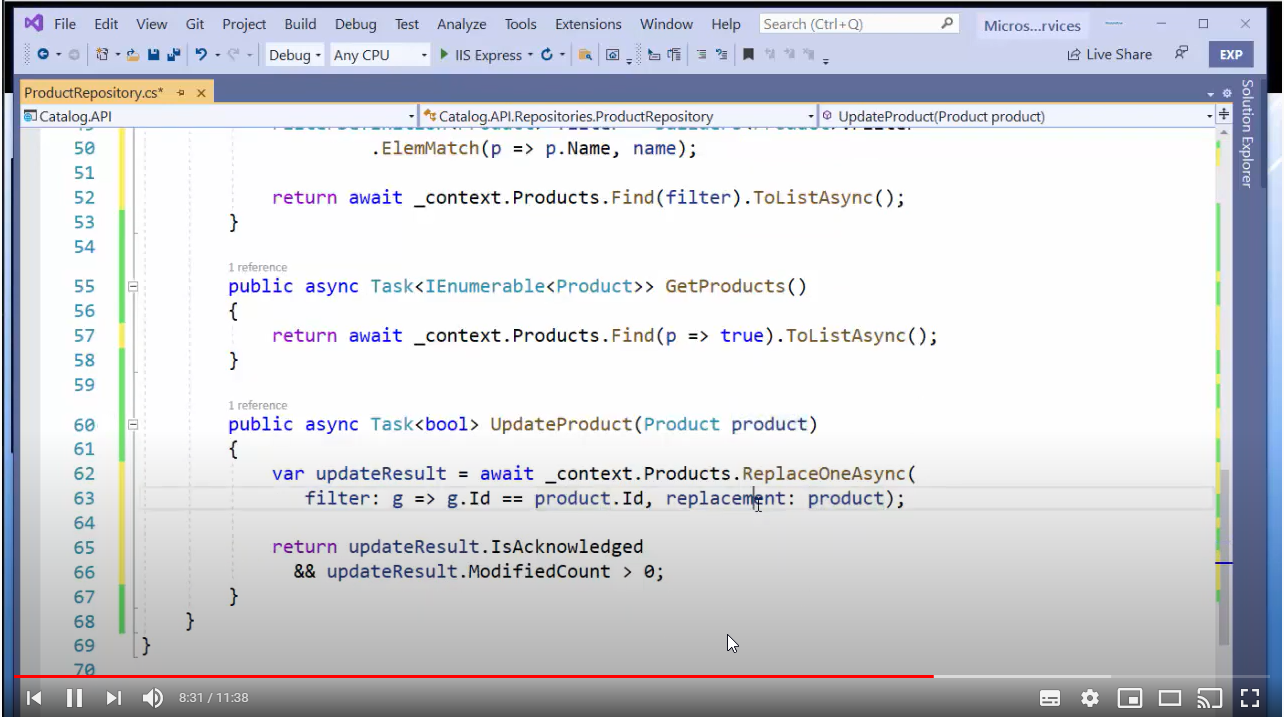 File Edit View Git Project Build Debug Test Analyze Tools Extensions Window Help Search (Ctrl+Q) Micros...rvices
Debug Any CPU IIS Express Live Share EXP
ProductRepository.cs*
Catalog.API Catalog.API.Repositories.ProductRepository UpdateProduct(Product product)
Solution Explorer
50 .ElemMatch(p => p.Name, name);
51
52 return await _context.Products.Find(filter).ToListAsync();
53 }
54
1 reference
55 public async Task<IEnumerable<Product>> GetProducts()
56 {
57 return await _context.Products.Find(p => true).ToListAsync();
58 }
59
1 reference
60 public async Task<bool> UpdateProduct(Product product)
61 {
62 var updateResult = await _context.Products.ReplaceOneAsync(
63 filter: g => g.Id == product.Id, replacement: product);
64
65 return updateResult.IsAcknowledged
66 && updateResult.ModifiedCount > 0;
67 }
68 }
69 }
70
8:31 / 11:38